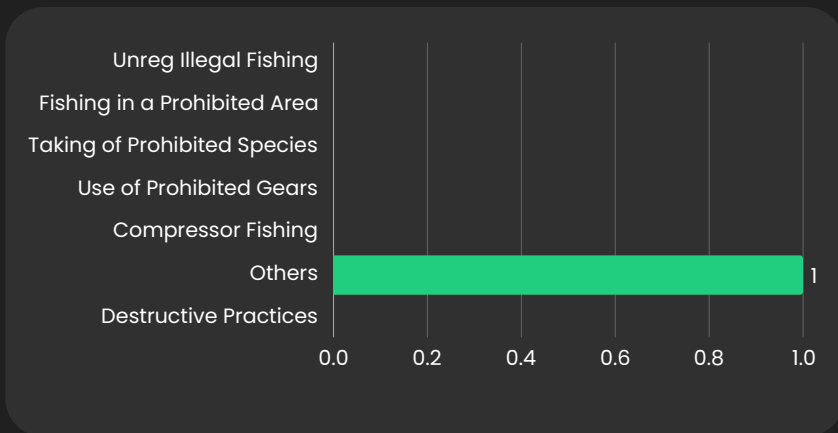 Unreg Illegal Fishing
Fishing in a Prohibited Area
Taking of Prohibited Species
Use of Prohibited Gears
Compressor Fishing
Others
1
Destructive Practices
0.0 0.2 0.4 0.6 0.8 1.0